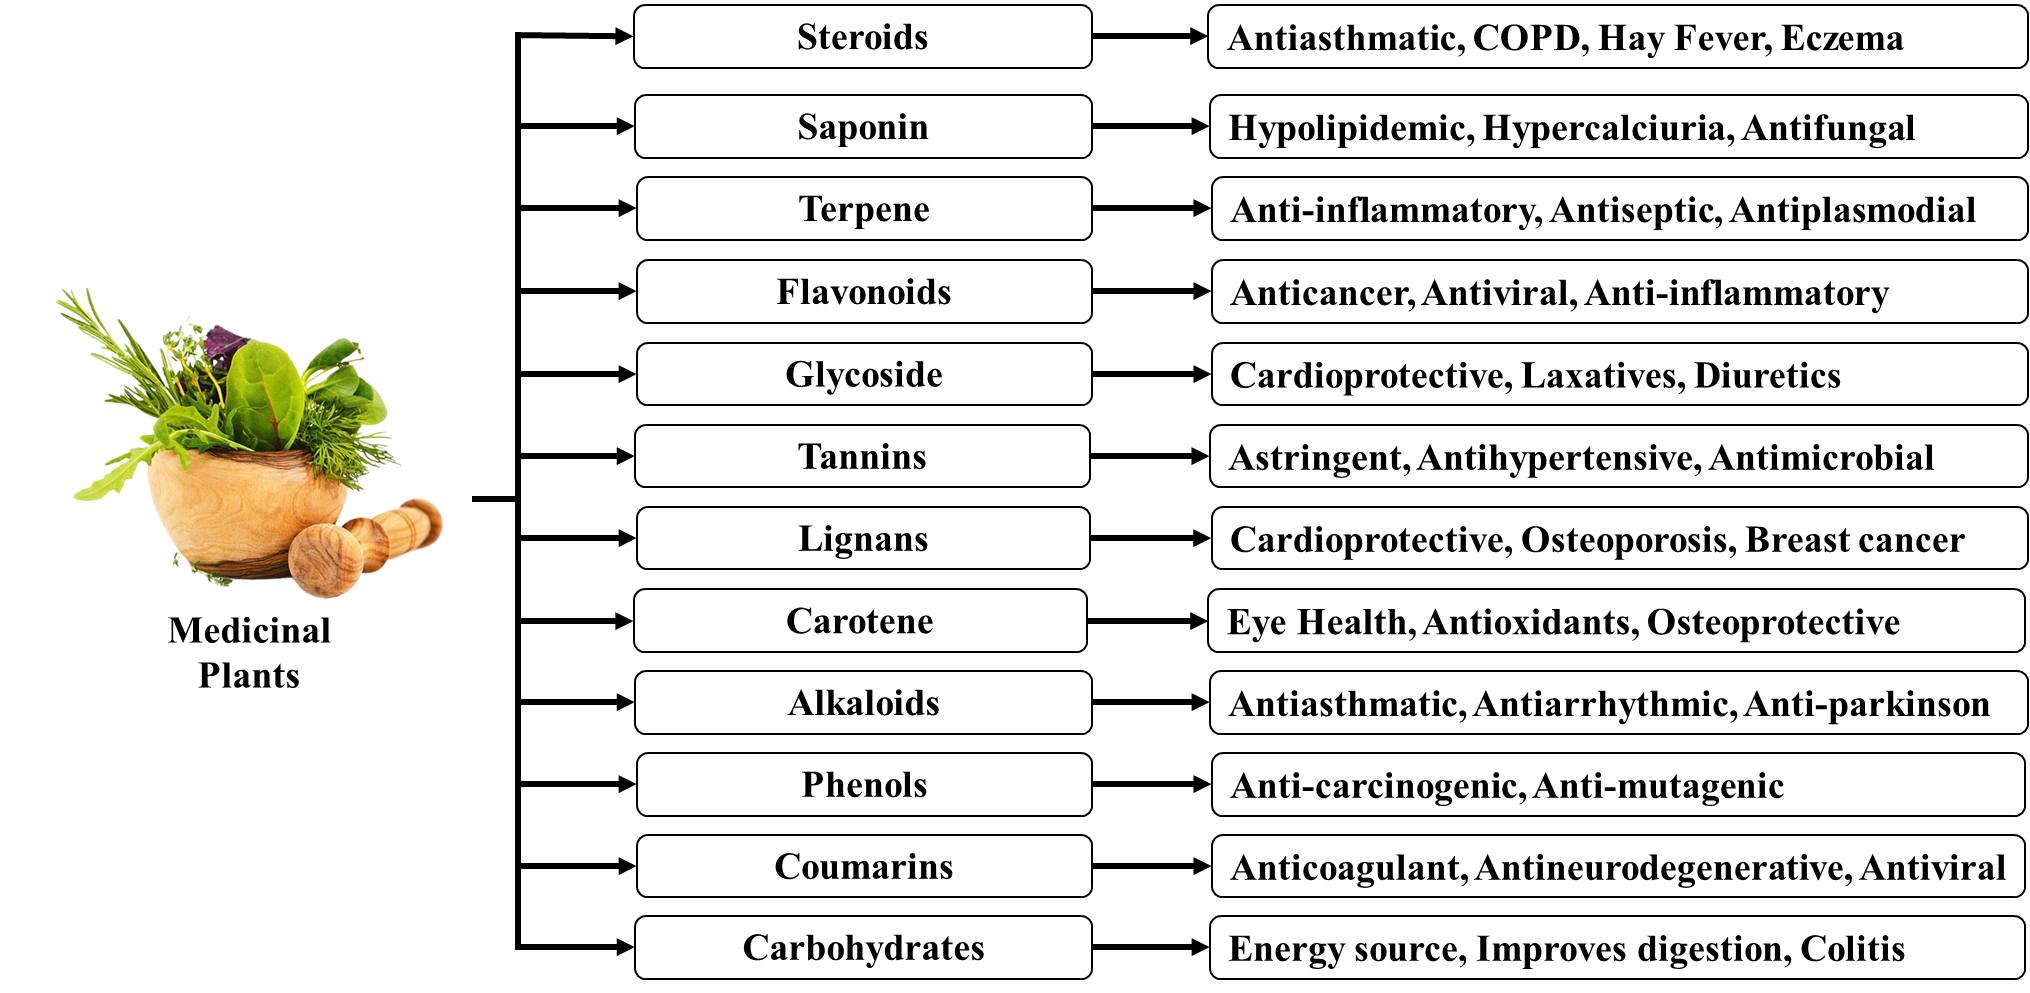 Steroids
Antiasthmatic, COPD, Hay Fever, Eczema
Saponin
Hypolipidemic, Hypercalciuria, Antifungal
Terpene
Anti-inflammatory, Antiseptic, Antiplasmodial
Flavonoids
Anticancer, Antiviral, Anti-inflammatory
Glycoside
Cardioprotective, Laxatives, Diuretics
Tannins
Astringent, Antihypertensive, Antimicrobial
Lignans
Cardioprotective, Osteoporosis, Breast cancer
Carotene
Eye Health, Antioxidants, Osteoprotective
Medicinal
Plants
Alkaloids
Antiasthmatic, Antiarrhythmic, Anti-parkinson
Phenols
Anti-carcinogenic, Anti-mutagenic
Coumarins
Anticoagulant, Antineurodegenerative, Antiviral
Carbohydrates
Energy source, Improves digestion, Colitis